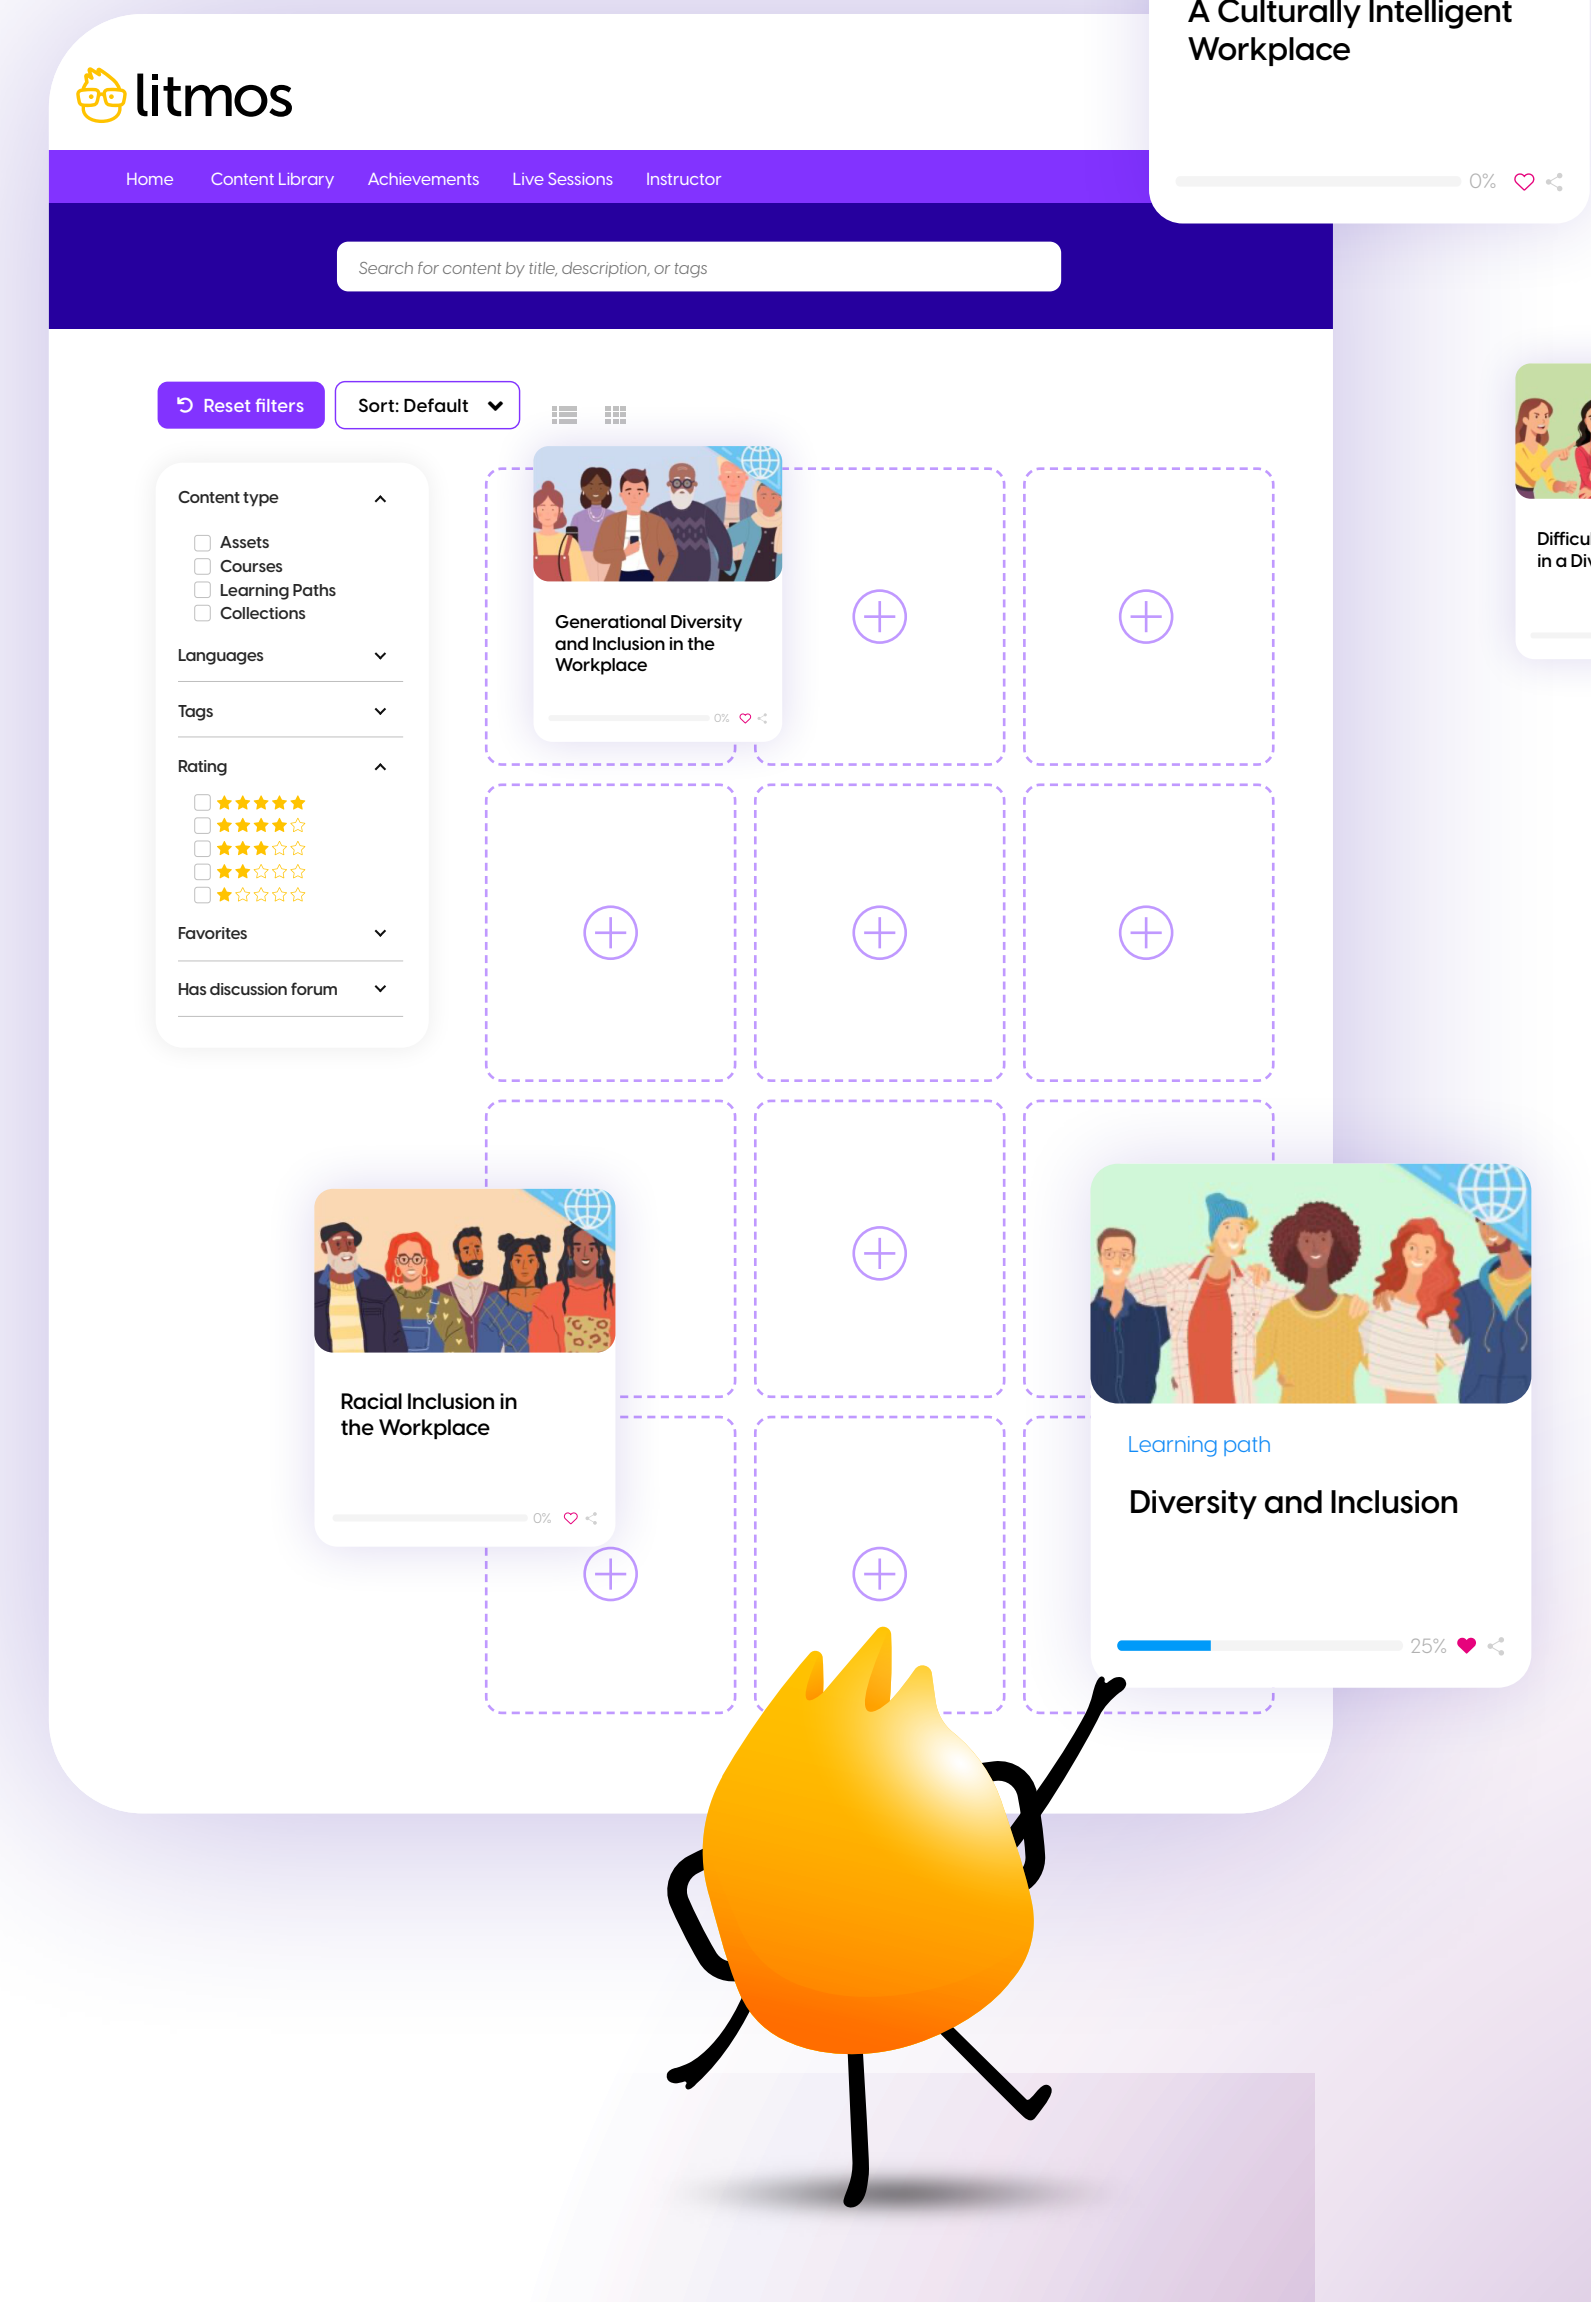 A Culturally Intelligent
Workplace
0%
litmos
Home Content Library Achievements Live Sessions Instructor
Search for content by title, description, or tags
Reset filters Sort: Default
Content type
Assets
Courses
Learning Paths
Collections
Languages
Tags
Rating
Favorites
Has discussion forum
Generational Diversity
and Inclusion in the
Workplace
0%
in a
Racial Inclusion in
the Workplace
0%
Learning path
Diversity and Inclusion
25%